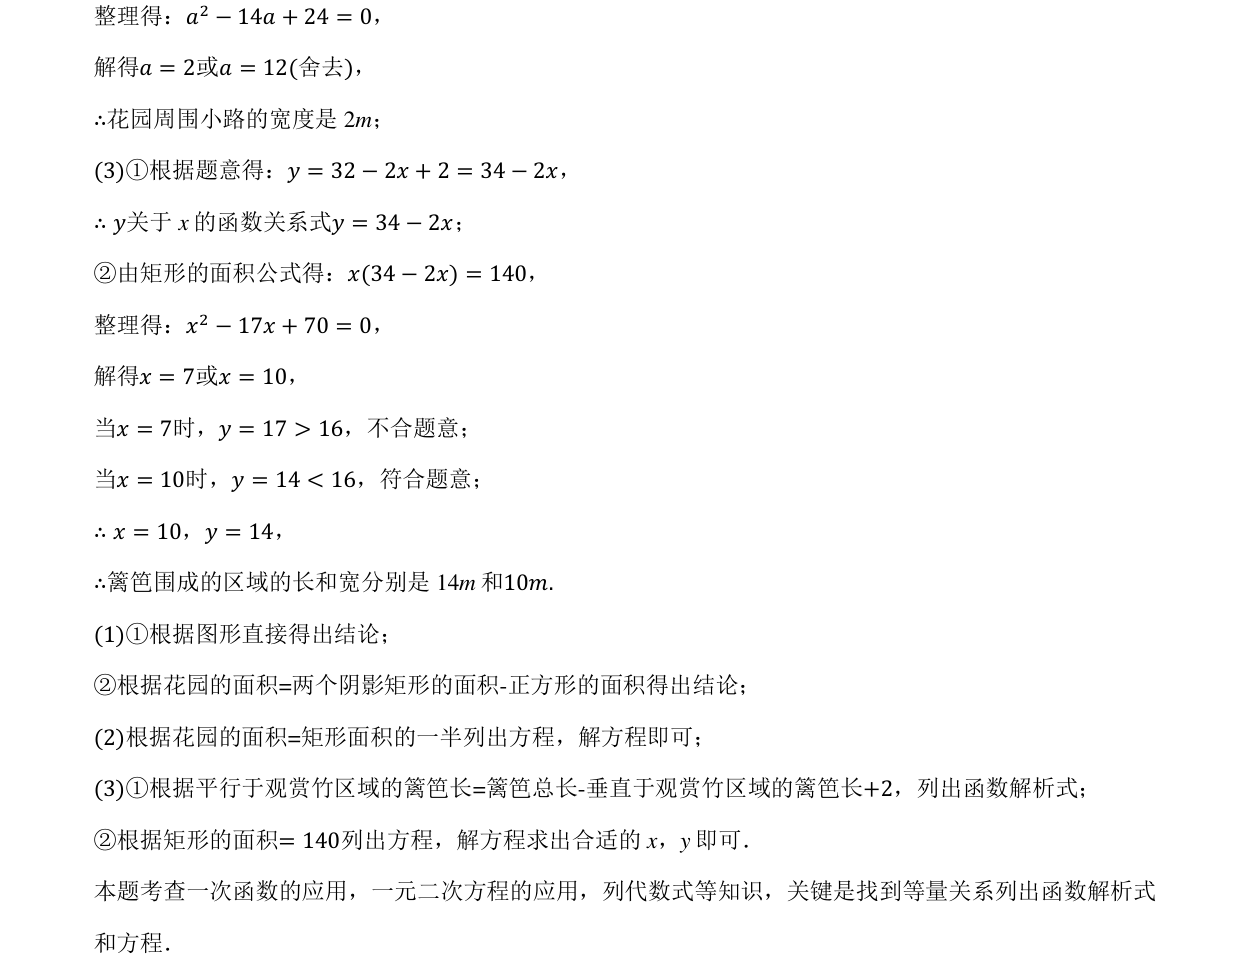 整理得：a² − 14a + 24 = 0，
解得a = 2或a = 12(舍去)，
∴花园周围小路的宽度是 2m；
(3)①根据题意得：y = 32 − 2x + 2 = 34 − 2x，
∴ y关于 x 的函数关系式y = 34 − 2x；
②由矩形的面积公式得：x(34 − 2x) = 140，
整理得：x² − 17x + 70 = 0，
解得x = 7或x = 10，
当x = 7时，y = 17 > 16，不合题意；
当x = 10时，y = 14 < 16，符合题意；
∴ x = 10，y = 14，
∴篱笆围成的区域的长和宽分别是 14m 和10m.
(1)①根据图形直接得出结论；
②根据花园的面积=两个阴影矩形的面积-正方形的面积得出结论；
(2)根据花园的面积=矩形面积的一半列出方程，解方程即可；
(3)①根据平行于观赏竹区域的篱笆长=篱笆总长-垂直于观赏竹区域的篱笆长+2，列出函数解析式；
②根据矩形的面积= 140列出方程，解方程求出合适的 x，y 即可．
本题考查一次函数的应用，一元二次方程的应用，列代数式等知识，关键是找到等量关系列出函数解析式
和方程．